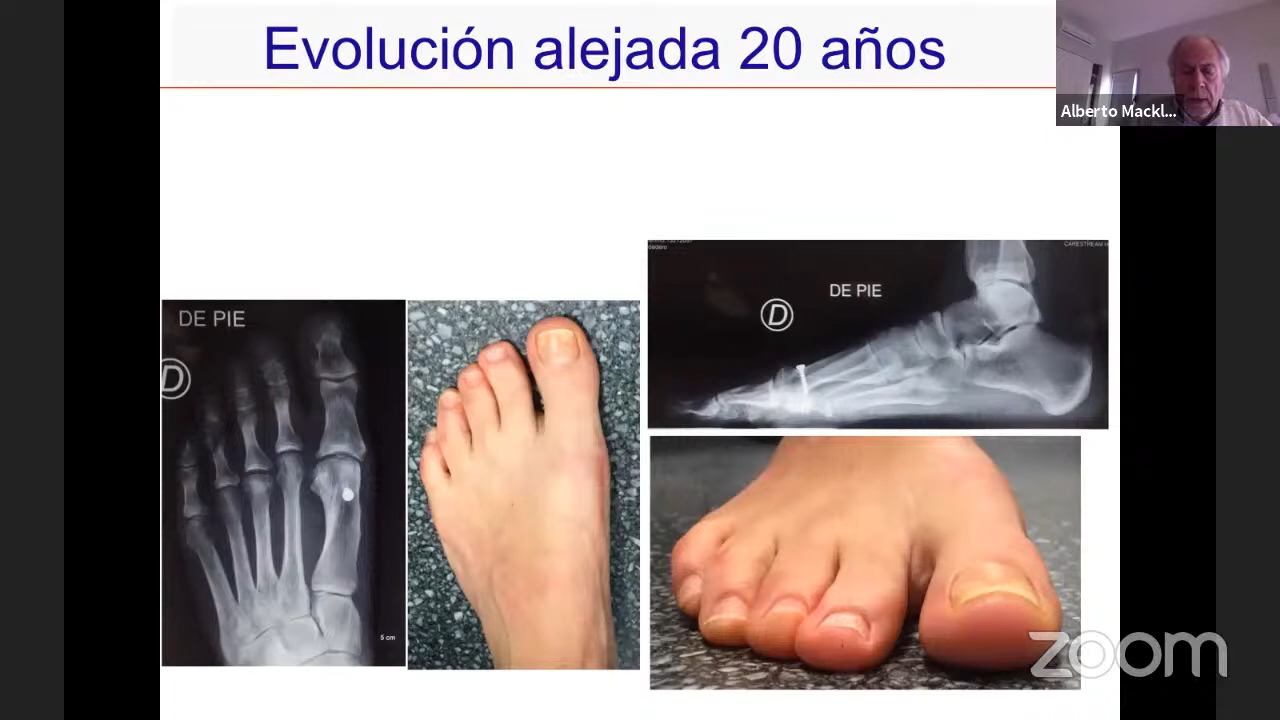 Evolución alejada 20 años
Alberto Mackl...
DE PIE
D
5 cm
CARESTREAM
DE PIE
D
zoom